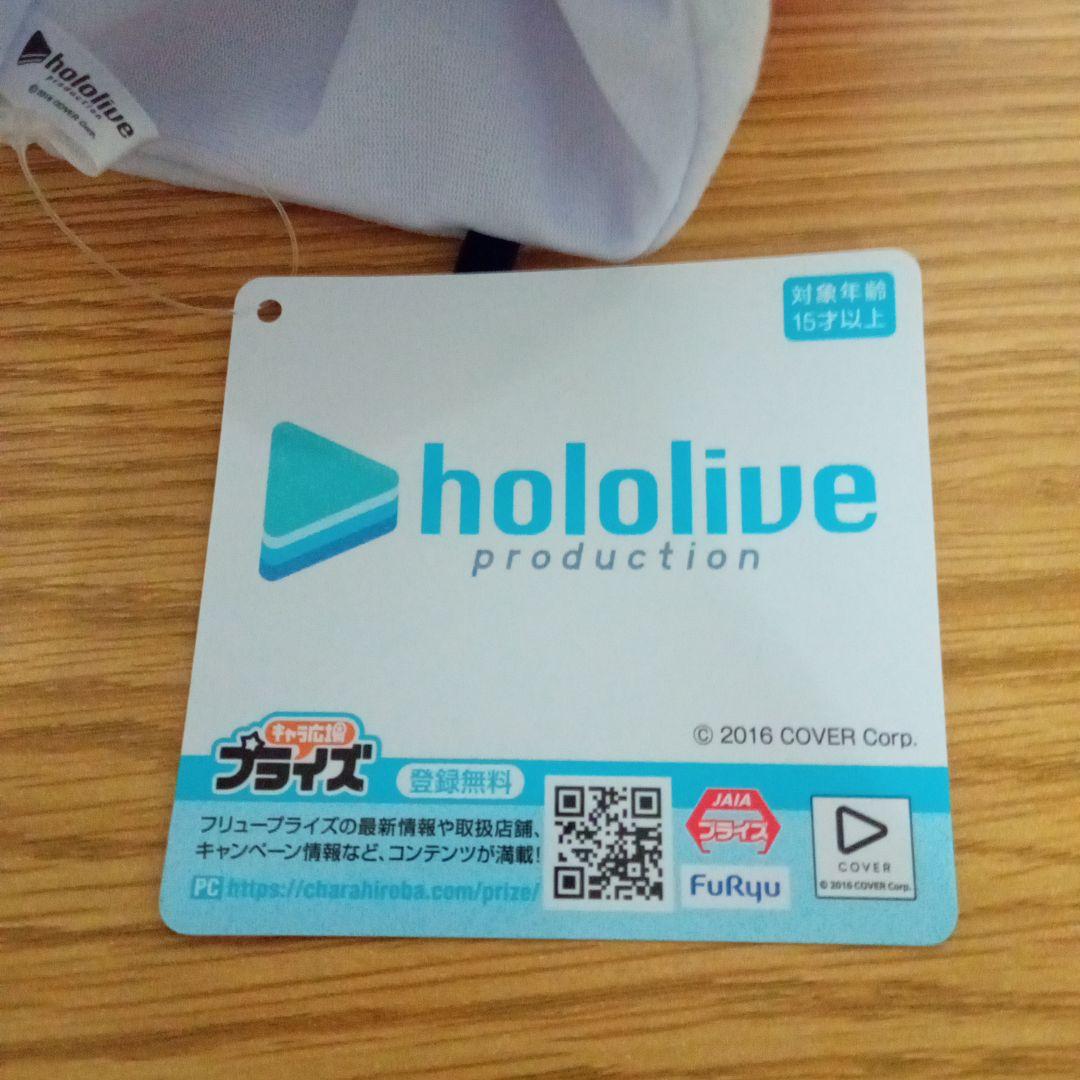 hololive
production
©2016 COVER Corp.
対象年齢
15才以上
hololive
production
© 2016 COVER Corp.
キャラ広場
プライズ
登録無料
フリュープライズの最新情報や取扱店舗、
キャンペーン情報など、コンテンツが満載!
PC https://charahiroba.com/prize/
JAIA
プライズ
FuRyu
COVER
© 2016 COVER Corp.